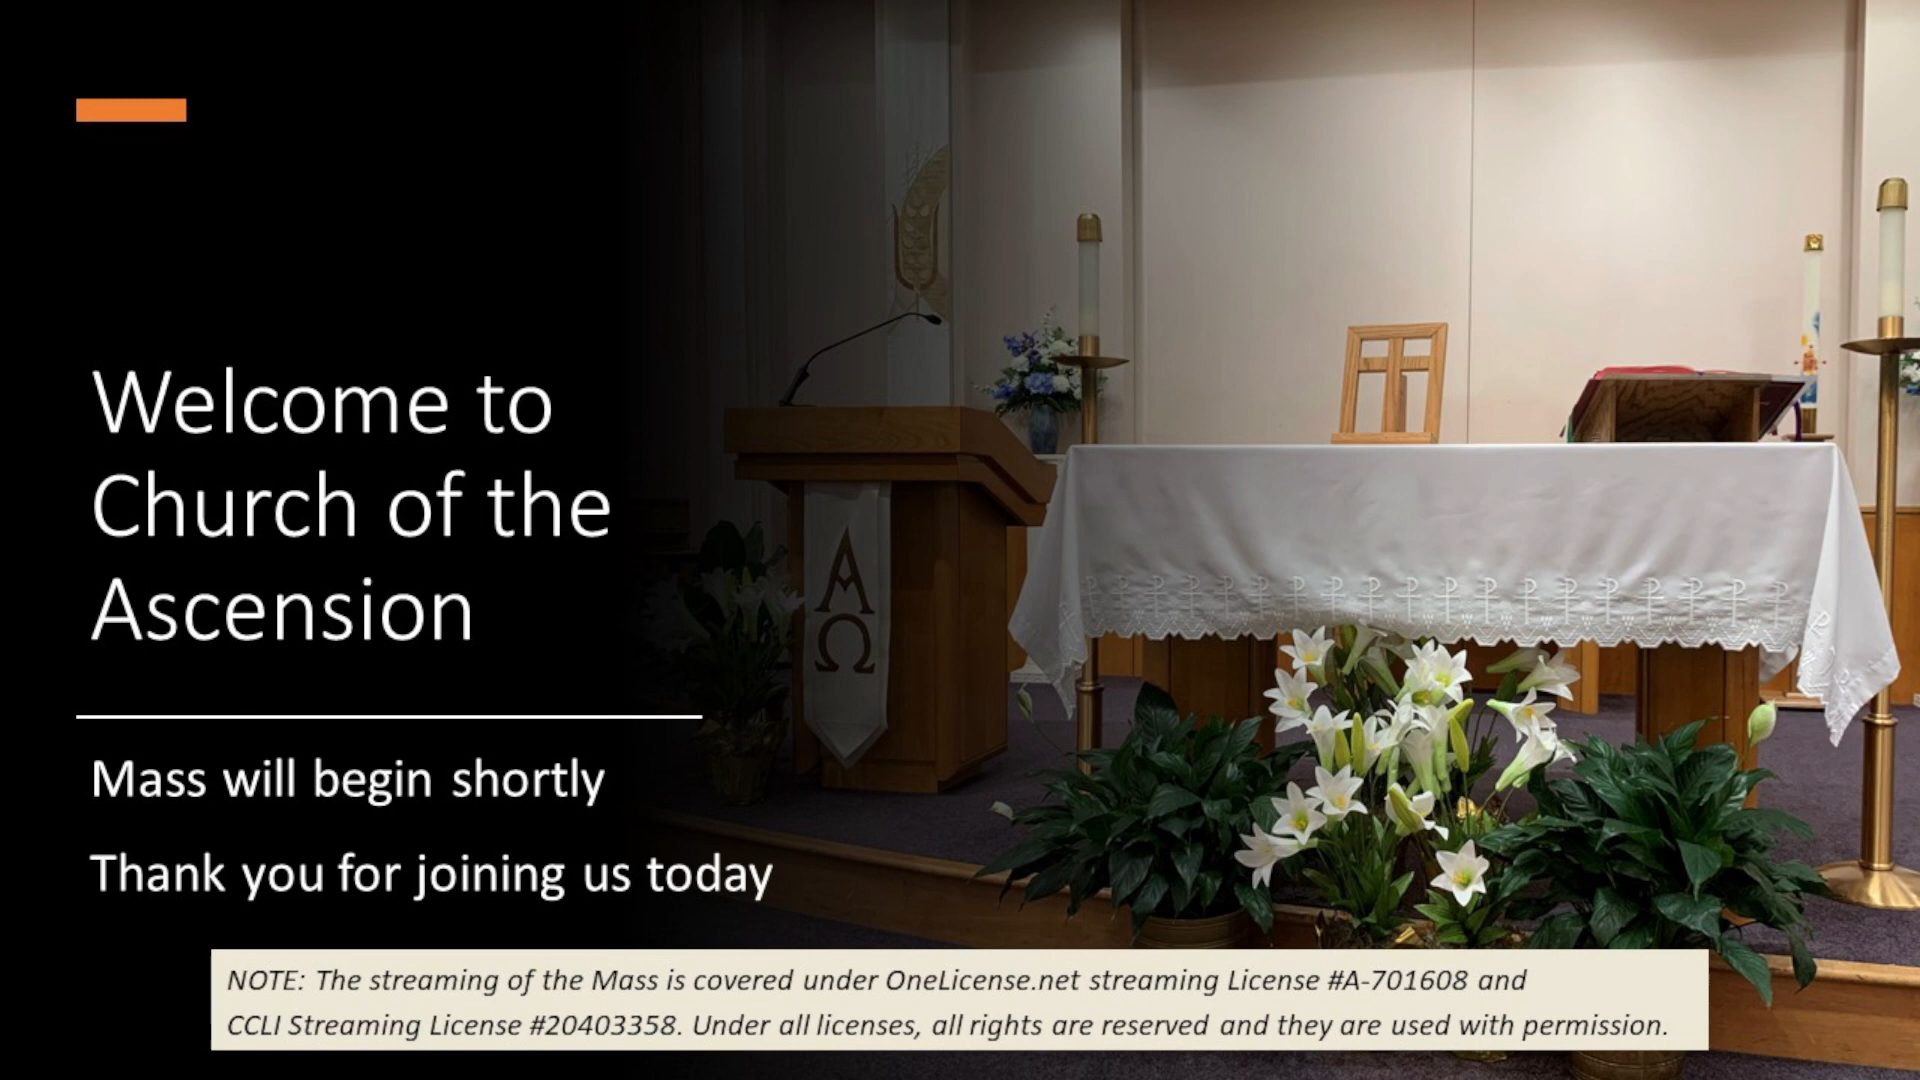 Welcome to
Church of the
Ascension
Mass will begin shortly
Thank you for joining us today
Α
Ω
NOTE: The streaming of the Mass is covered under OneLicense.net streaming License #A-701608 and
CCLI Streaming License #20403358. Under all licenses, all rights are reserved and they are used with permission.